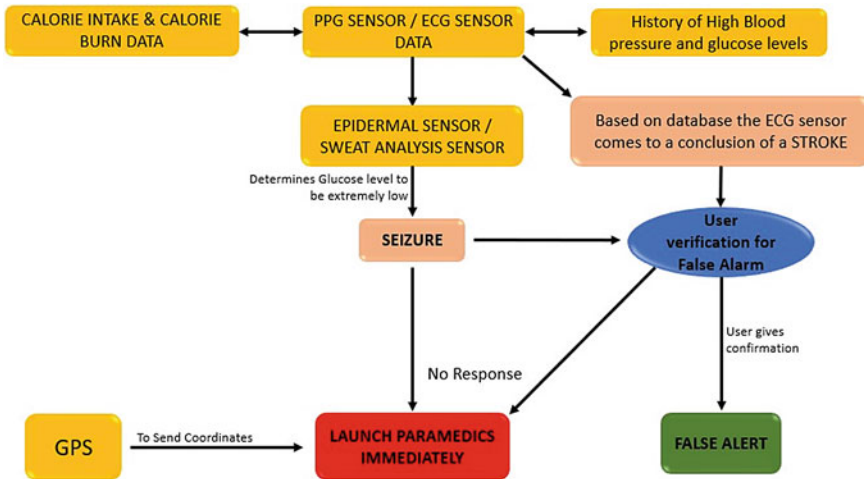 CALORIE INTAKE & CALORIE
BURN DATA
PPG SENSOR / ECG SENSOR
DATA
History of High Blood
pressure and glucose levels
EPIDERMAL SENSOR /
SWEAT ANALYSIS SENSOR
Based on database the ECG sensor
comes to a conclusion of a STROKE
Determines Glucose level to
be extremely low
SEIZURE
User
verification for
False Alarm
User gives
confirmation
No Response
GPS
To Send Coordinates
LAUNCH PARAMEDICS
IMMEDIATELY
FALSE ALERT